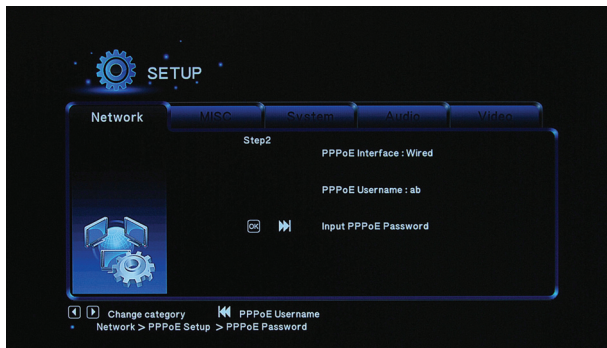 SETUP
Network MISC System Audio Video
Step2
PPPoE Interface : Wired
PPPoE Username : ab
OK Input PPPoE Password
Change category PPPoE Username
Network > PPPoE Setup > PPPoE Password